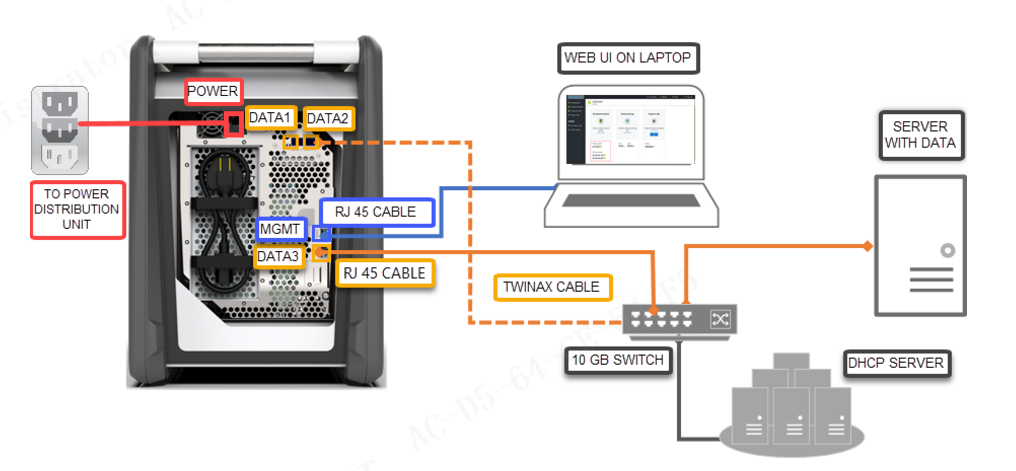 WEB UI ON LAPTOP
POWER
DATA1
DATA2
SERVER
WITH DATA
TO POWER
DISTRIBUTION
UNIT
RJ 45 CABLE
MGMT
DATA3
RJ 45 CABLE
TWINAX CABLE
10 GB SWITCH
DHCP SERVER